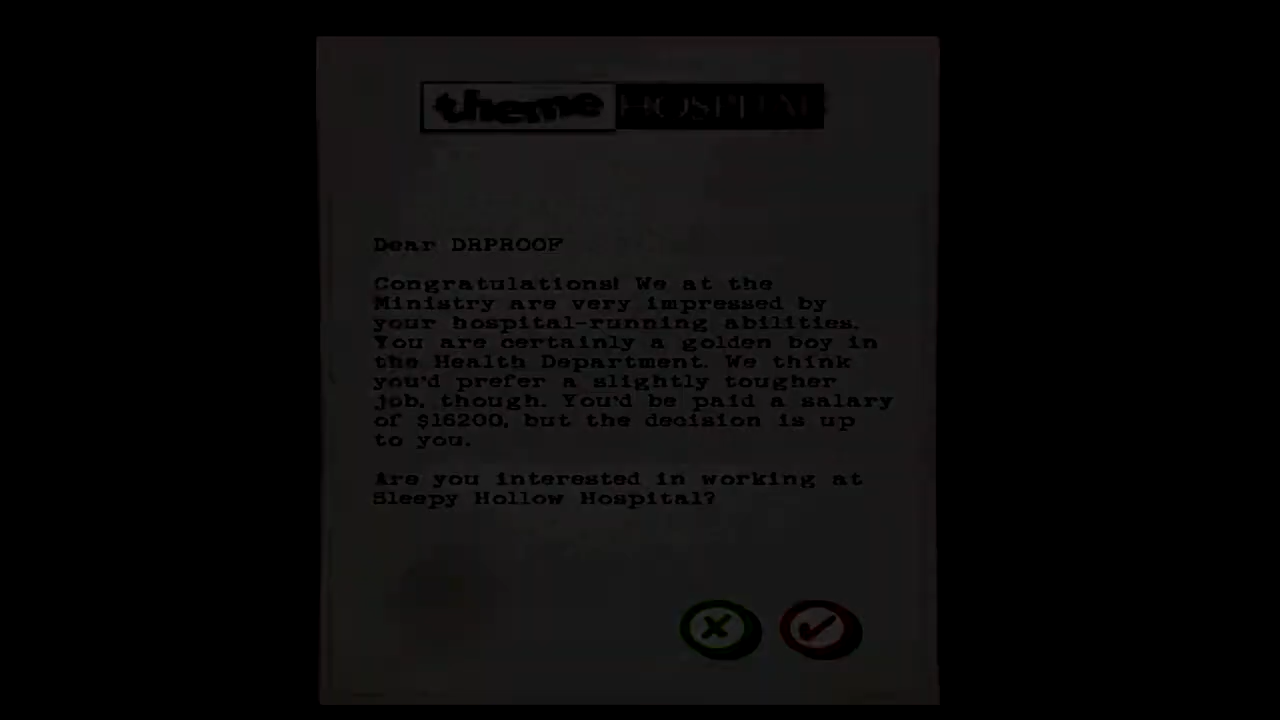 theme HOSPITAL
Dear DRPROOF
Congratulations! We at the
Ministry are very impressed by
your hospital-running abilities.
You are certainly a golden boy in
the Health Department. We think
you'd prefer a slightly tougher
job, though. You'd be paid a salary
of $16200, but the decision is up
to you.
Are you interested in working at
Sleepy Hollow Hospital?